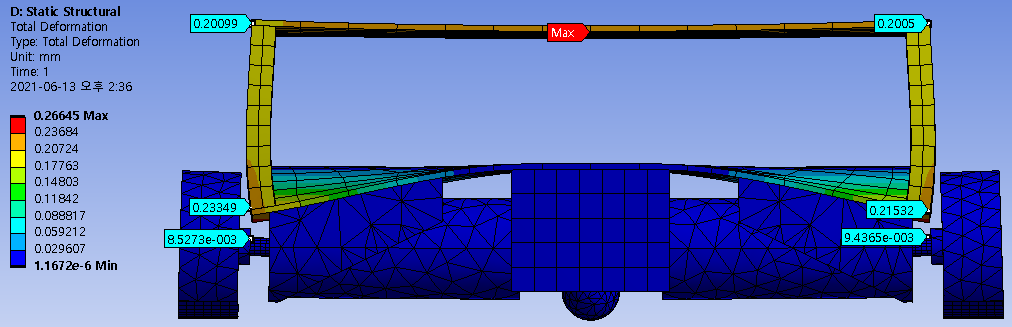 D: Static Structural
Total Deformation
Type: Total Deformation
Unit: mm
Time: 1
2021-06-13 오후 2:36
0.26645 Max
0.23684
0.20724
0.17763
0.14803
0.11842
0.088817
0.059212
0.029607
1.1672e-6 Min
0.20099
Max
0.2005
0.23349
0.21532
8.5273e-003
9.4365e-003